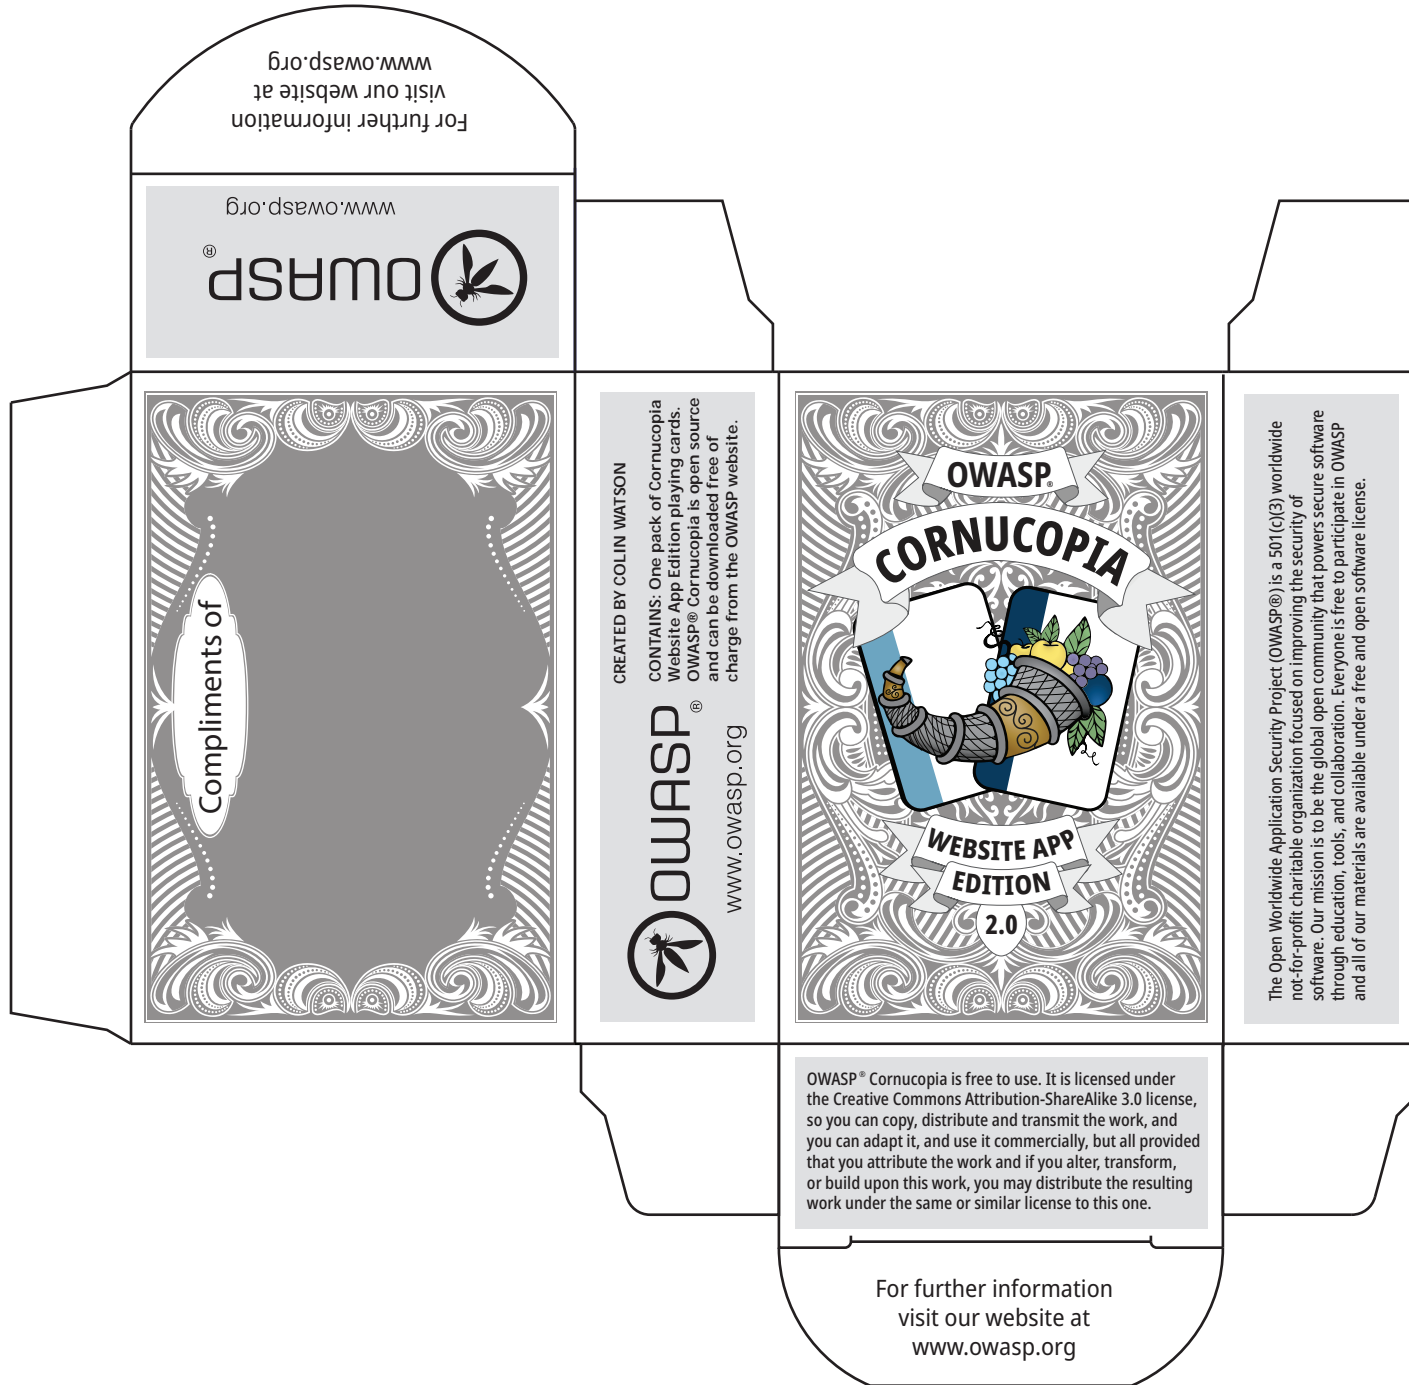 For further information
visit our website at
www.owasp.org
www.owasp.org
OWASP®
Compliments of
CREATED BY COLIN WATSON
CONTAINS: One pack of Cornucopia
Website App Edition playing cards.
OWASP® Cornucopia is open source
and can be downloaded free of
charge from the OWASP website.
OWASP®
www.owasp.org
OWASP®
CORNUCOPIA
WEBSITE APP
EDITION
2.0
The Open Worldwide Application Security Project (OWASP®) is a 501(c)(3) worldwide
not-for-profit charitable organization focused on improving the security of
software. Our mission is to be the global open community that powers secure software
through education, tools, and collaboration. Everyone is free to participate in OWASP
and all of our materials are available under a free and open software license.
OWASP® Cornucopia is free to use. It is licensed under
the Creative Commons Attribution-ShareAlike 3.0 license,
so you can copy, distribute and transmit the work, and
you can adapt it, and use it commercially, but all provided
that you attribute the work and if you alter, transform,
or build upon this work, you may distribute the resulting
work under the same or similar license to this one.
For further information
visit our website at
www.owasp.org